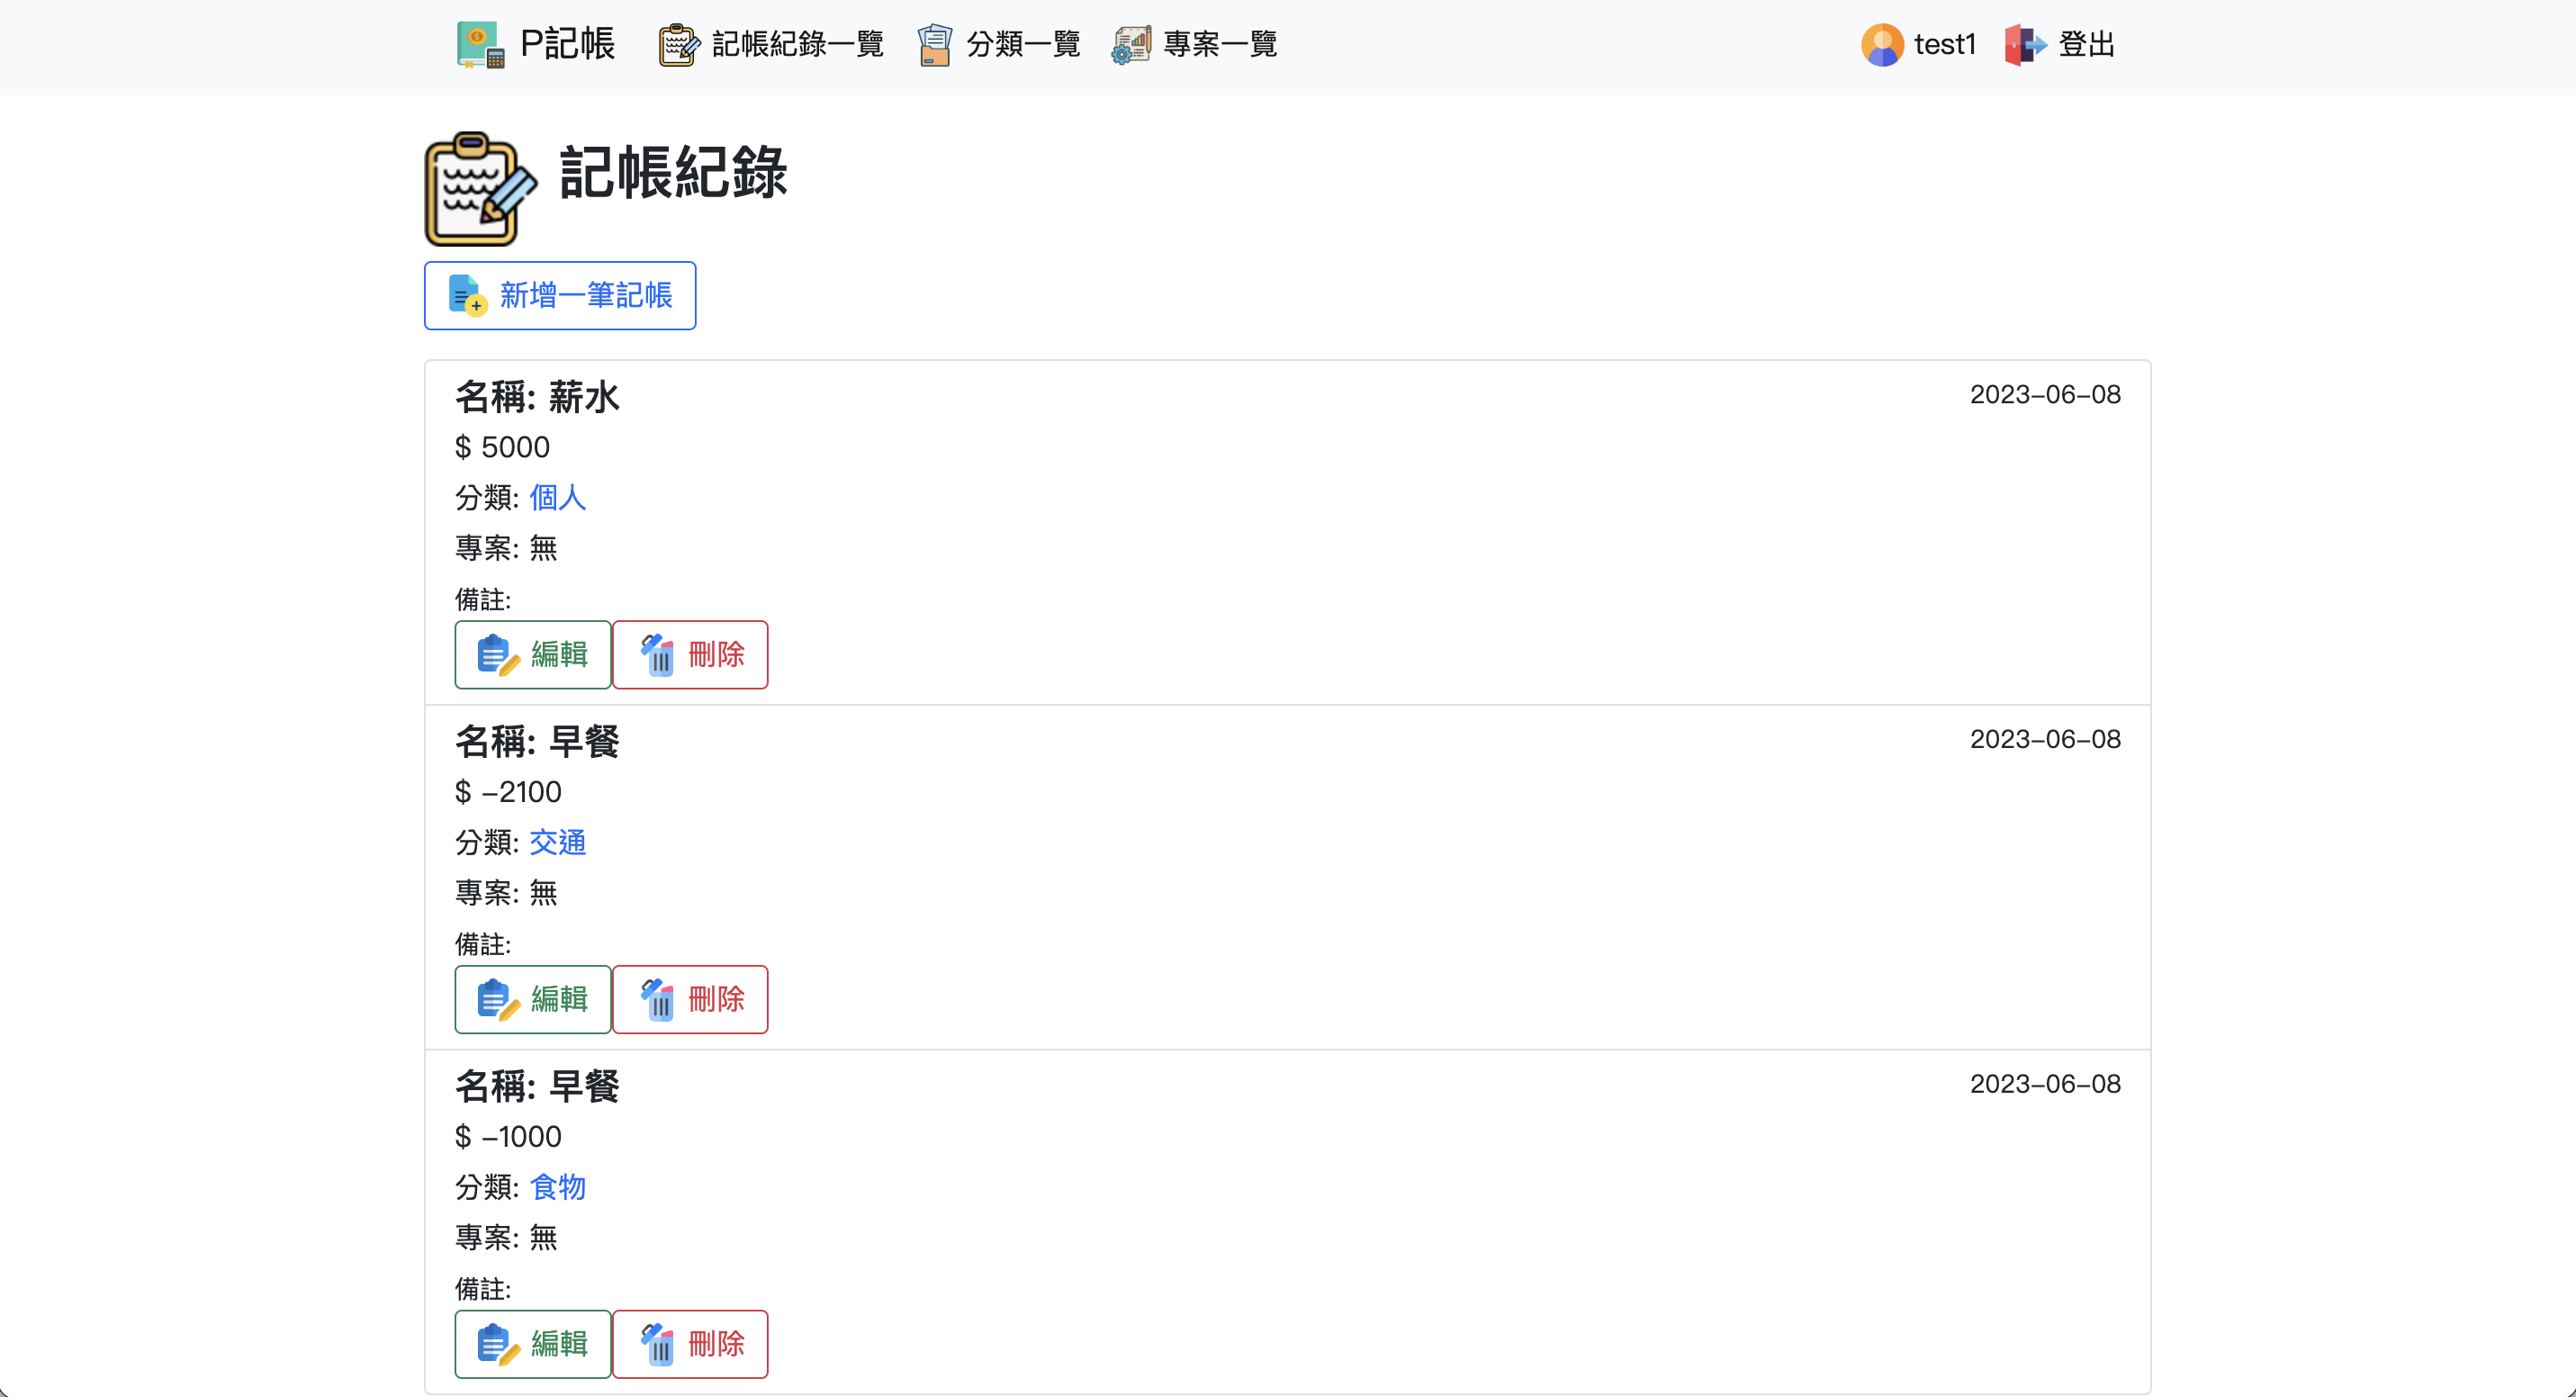 P記帳 記帳紀錄一覽 分類一覽 專案一覽 test1 登出
記帳紀錄
新增一筆記帳
名稱: 薪水 2023-06-08
$ 5000
分類: 個人
專案: 無
備註:
編輯 刪除
名稱: 早餐 2023-06-08
$ -2100
分類: 交通
專案: 無
備註:
編輯 刪除
名稱: 早餐 2023-06-08
$ -1000
分類: 食物
專案: 無
備註:
編輯 刪除